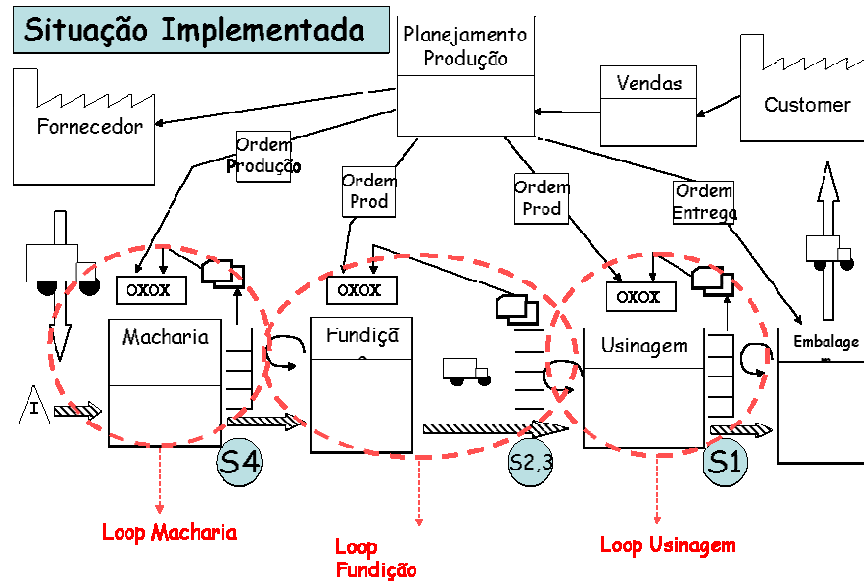 Situação Implementada
Planejamento
Produção
Vendas
Customer
Fornecedor
Ordem
Produção
Ordem
Prod
Ordem
Prod
Ordem
Entrega
OXOX
OXOX
OXOX
Macharia
Fundiçã
Usinagem
Embalage
I
S4
S2,3
S1
Loop Macharia
Loop
Fundição
Loop Usinagem